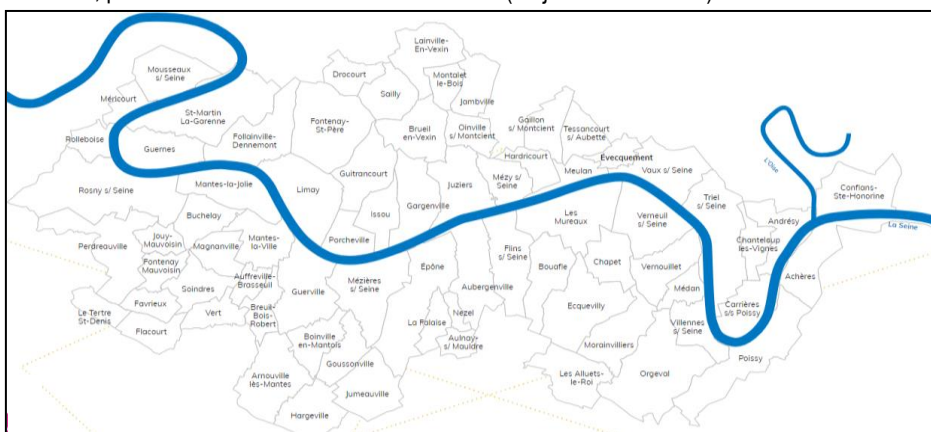 Lainville-
En-Vexin
Mousseaux
s/ Seine
Drocourt
Montalet
le-Bois
Sailly
Jambville
Méricourt
St-Martin
La-Garenne
Fontenay-
St-Père
Gaillon
s/ Montcient
Tessancourt
s/ Aubette
Rolleboise
Follainville-
Dennemont
Brueil
en-Vexin
Oinville
s/ Montcient
Guernes
Hardricourt
Evecquement
L'Oise
Guitrancourt
Meulan
Vaux s/ Seine
Conflans-
Ste-Honorine
Rosny s/ Seine
Mantes-la-Jolie
Limay
Juziers
Mézy s/
Seine
Triel
s/ Seine
Issou
Gargenville
Buchelay
Les
Mureaux
Verneuil
s/ Seine
Andrésy
La Seine
Perdreauville
Jouy-
Mauvoisin
Magnanville
Mantes-
la-Ville
Porcheville
Flins
s/ Seine
Chanteloup
les-Vignes
Fontenay
Mauvoisin
Epône
Bouafle
Chapet
Vernouillet
Achères
Soindres
Auffreville-
Brasseuil
Guerville
Mézières
s/ Seine
Aubergenville
Médan
Favrieux
Ecquevilly
Carrières
s/s Poissy
Le Tertre
St-Denis
Vert
Breuil-
Bois-
Robert
La Falaise
Nezel
Villennes
s/ Seine
Flacourt
Boinville
en-Mantois
Aulnay-
s/ Mauldre
Morainvilliers
Poissy
Goussonville
Arnouville
lès-Mantes
Les Alluets-
le-Roi
Orgeval
Jumeauville
Hargeville